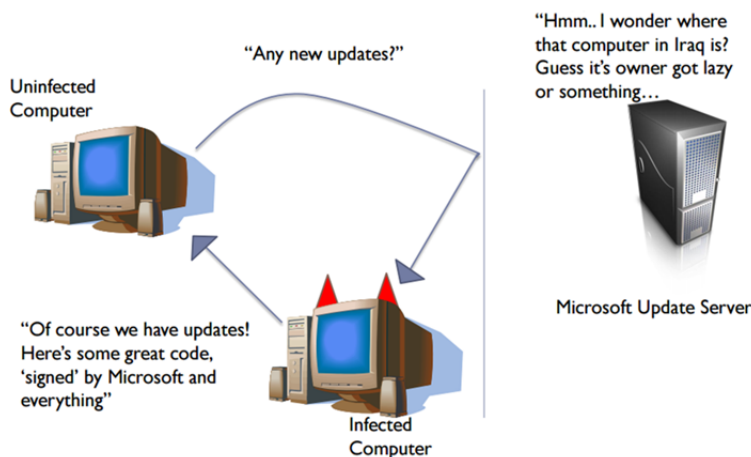 “Any new updates?”
“Hmm.. I wonder where
that computer in Iraq is?
Guess it’s owner got lazy
or something…
Uninfected
Computer
Microsoft Update Server
“Of course we have updates!
Here’s some great code,
‘signed’ by Microsoft and
everything”
Infected
Computer